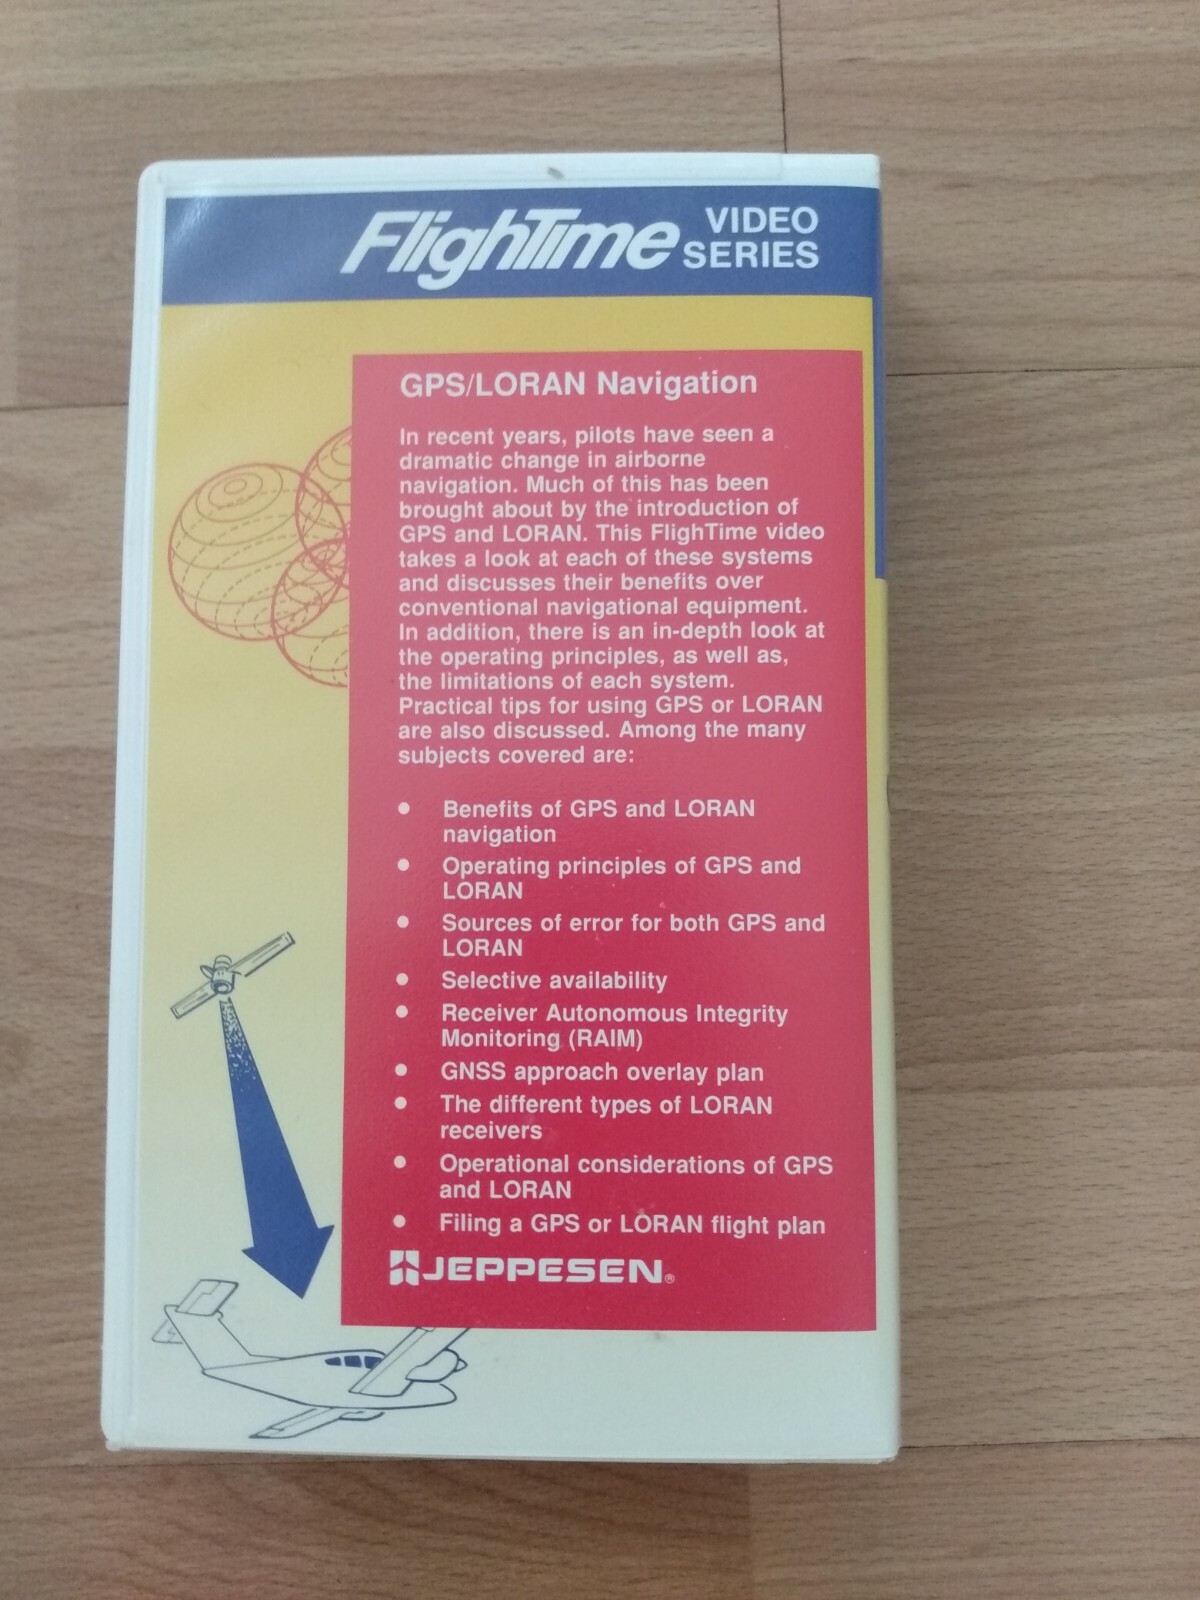 FlighTime VIDEO
SERIES
GPS/LORAN Navigation
In recent years, pilots have seen a
dramatic change in airborne
navigation. Much of this has been
brought about by the introduction of
GPS and LORAN. This FlighTime video
takes a look at each of these systems
and discusses their benefits over
conventional navigational equipment.
In addition, there is an in-depth look at
the operating principles, as well as,
the limitations of each system.
Practical tips for using GPS or LORAN
are also discussed. Among the many
subjects covered are:
• Benefits of GPS and LORAN
navigation
• Operating principles of GPS and
LORAN
• Sources of error for both GPS and
LORAN
• Selective availability
• Receiver Autonomous Integrity
Monitoring (RAIM)
• GNSS approach overlay plan
• The different types of LORAN
receivers
• Operational considerations of GPS
and LORAN
• Filing a GPS or LORAN flight plan
JEPPESEN®